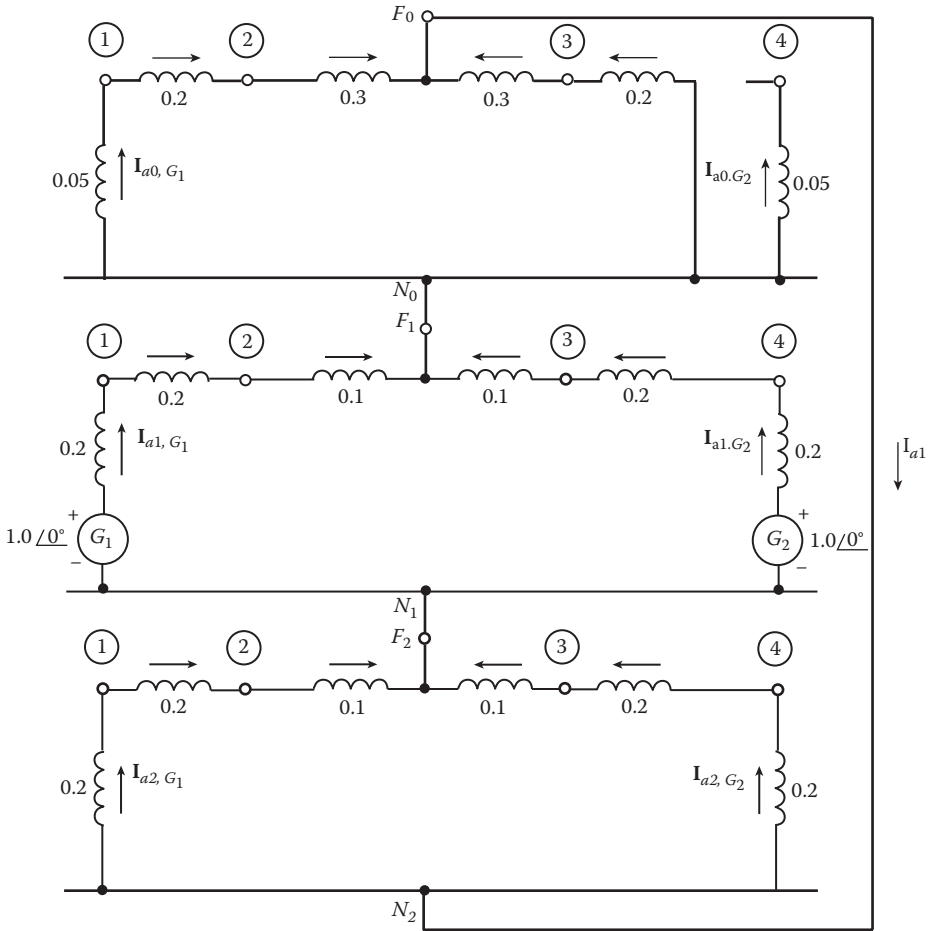 F0
1 2 3 4
0.2 0.3 0.3 0.2
0.05 Ia0, G1 Ia0.G2 0.05
N0
F1
1 2 3 4
0.2 0.1 0.1 0.2
0.2 Ia1, G1 Ia1.G2 0.2
Ia1
+ +
1.0 /0° G1 G2 1.0/0°
– –
N1
F2
1 2 3 4
0.2 0.1 0.1 0.2
0.2 Ia2, G1 Ia2, G2 0.2
N2